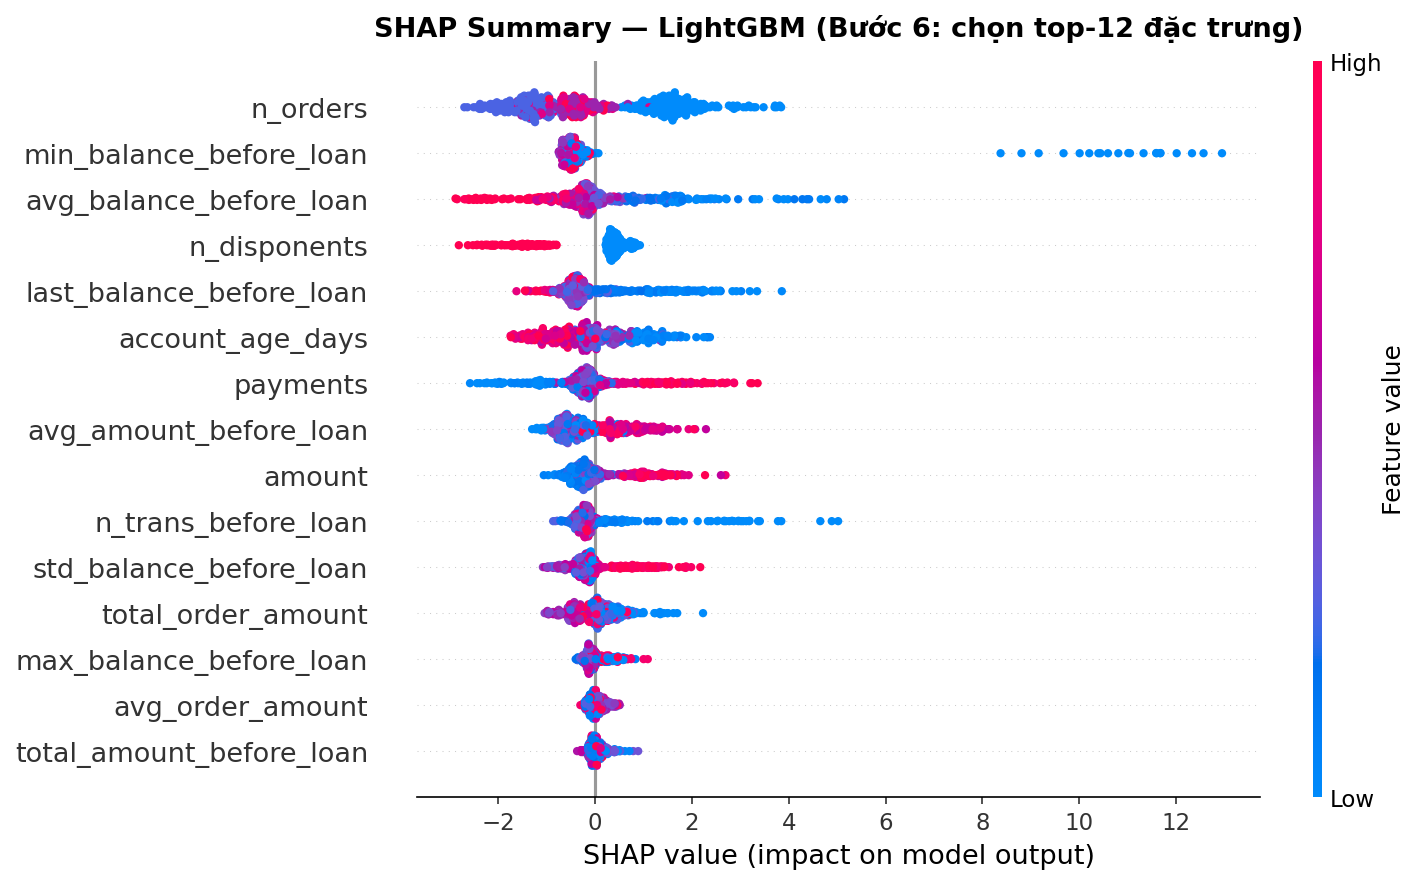 SHAP Summary — LightGBM (Bước 6: chọn top-12 đặc trưng)
High
n_orders
min_balance_before_loan
avg_balance_before_loan
n_disponents
last_balance_before_loan
account_age_days
payments
avg_amount_before_loan
amount
n_trans_before_loan
std_balance_before_loan
total_order_amount
max_balance_before_loan
avg_order_amount
total_amount_before_loan
Feature value
Low
−2 0 2 4 6 8 10 12
SHAP value (impact on model output)